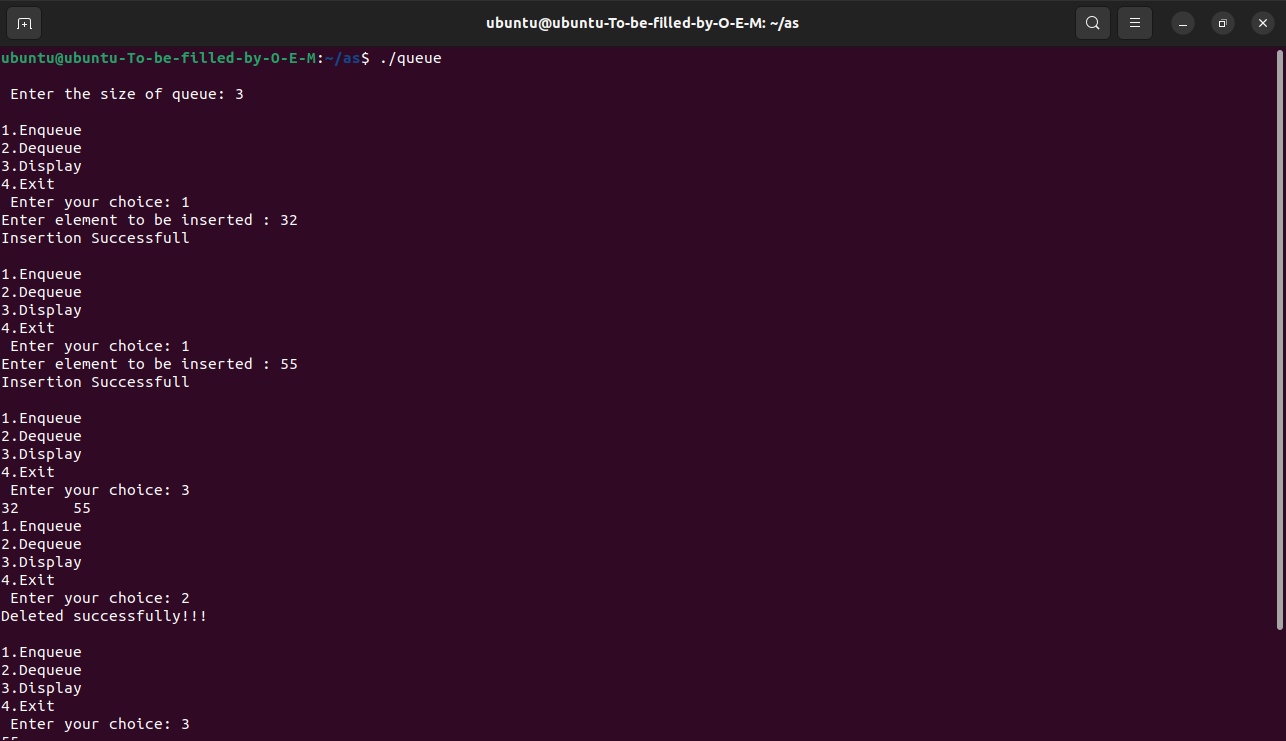 ubuntu@ubuntu-To-be-filled-by-O-E-M: ~/as
ubuntu@ubuntu-To-be-filled-by-O-E-M:~/as$ ./queue
Enter the size of queue: 3
1.Enqueue
2.Dequeue
3.Display
4.Exit
Enter your choice: 1
Enter element to be inserted : 32
Insertion Successfull
1.Enqueue
2.Dequeue
3.Display
4.Exit
Enter your choice: 1
Enter element to be inserted : 55
Insertion Successfull
1.Enqueue
2.Dequeue
3.Display
4.Exit
Enter your choice: 3
32      55
1.Enqueue
2.Dequeue
3.Display
4.Exit
Enter your choice: 2
Deleted successfully!!!
1.Enqueue
2.Dequeue
3.Display
4.Exit
Enter your choice: 3